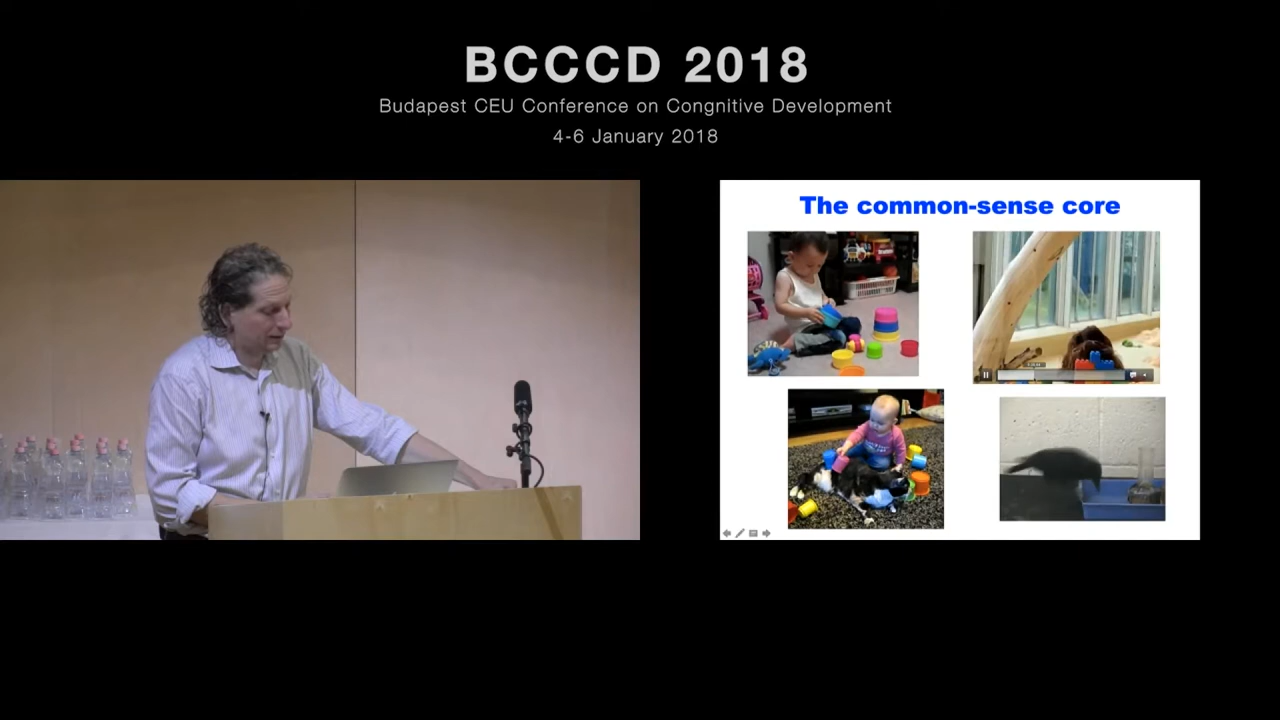 BCCCD 2018
Budapest CEU Conference on Congnitive Development
4-6 January 2018
The common-sense core